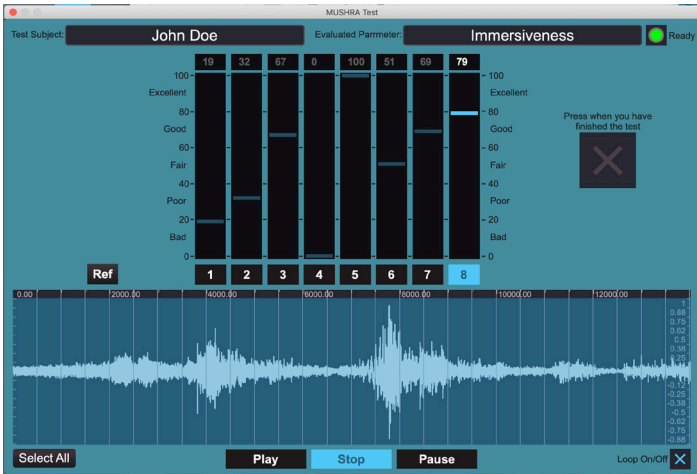 MUSHRA Test
Test Subject: John Doe Evaluated Parmeter: Immersiveness Ready
19 32 67 0 100 51 69 79
100 100
Excellent Excellent
80 80
Good Good
60 60
Fair Fair
40 40
Poor Poor
20 20
Bad Bad
0 0
Press when you have
finished the test
Ref 1 2 3 4 5 6 7 8
0.00 2000.00 4000.00 6000.00 8000.00 10000.00 12000.00
1
0.88
0.75
0.62
0.5
0.38
0.25
-0.12
-0.25
-0.38
-0.5
-0.62
-0.75
-0.88
Select All Play Stop Pause Loop On/Off